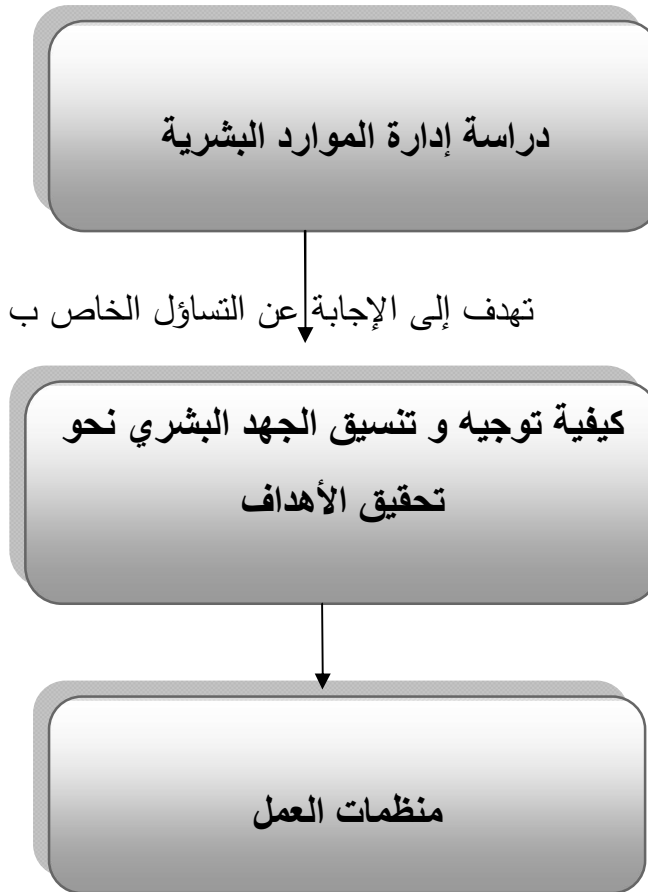 دراسة إدارة الموارد البشرية
تهدف إلى الإجابة عن التساؤل الخاص ب
كيفية توجيه و تنسيق الجهد البشري نحو
تحقيق الأهداف
منظمات العمل